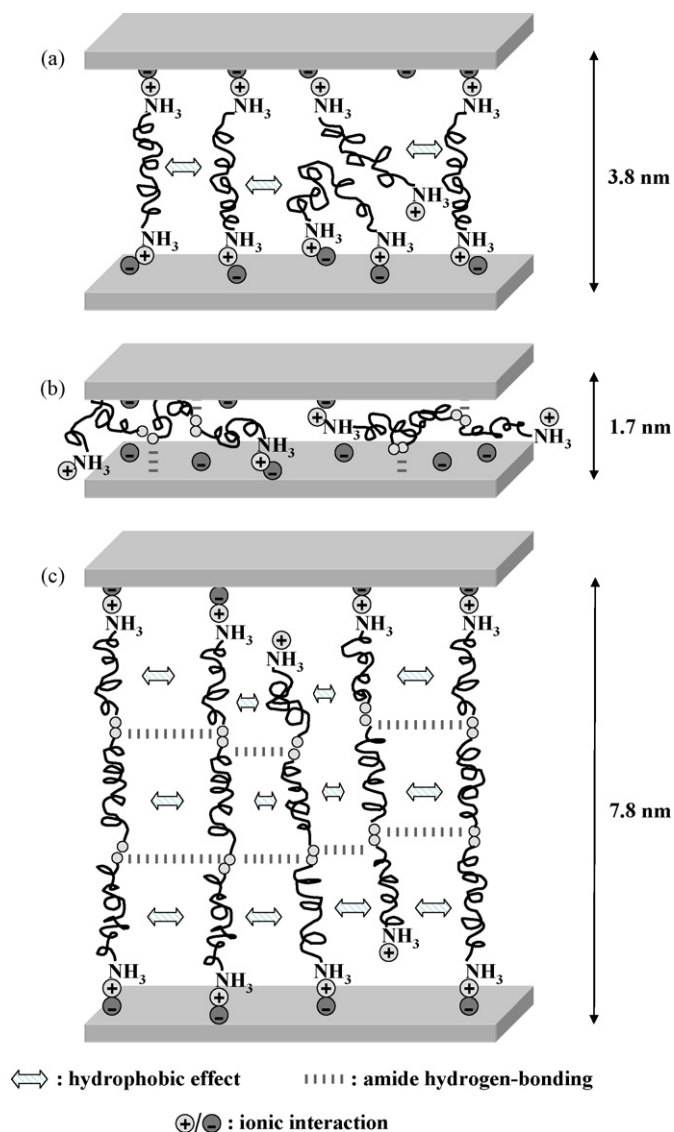 (a)
NH3 NH3 NH3 NH3
3.8 nm
NH3
NH3 NH3 NH3 NH3 NH3
(b)
NH3 NH3
1.7 nm
NH3 NH3
(c)
NH3 NH3 NH3 NH3
NH3
7.8 nm
NH3
NH3 NH3 NH3 NH3
: hydrophobic effect : amide hydrogen-bonding
+/- : ionic interaction